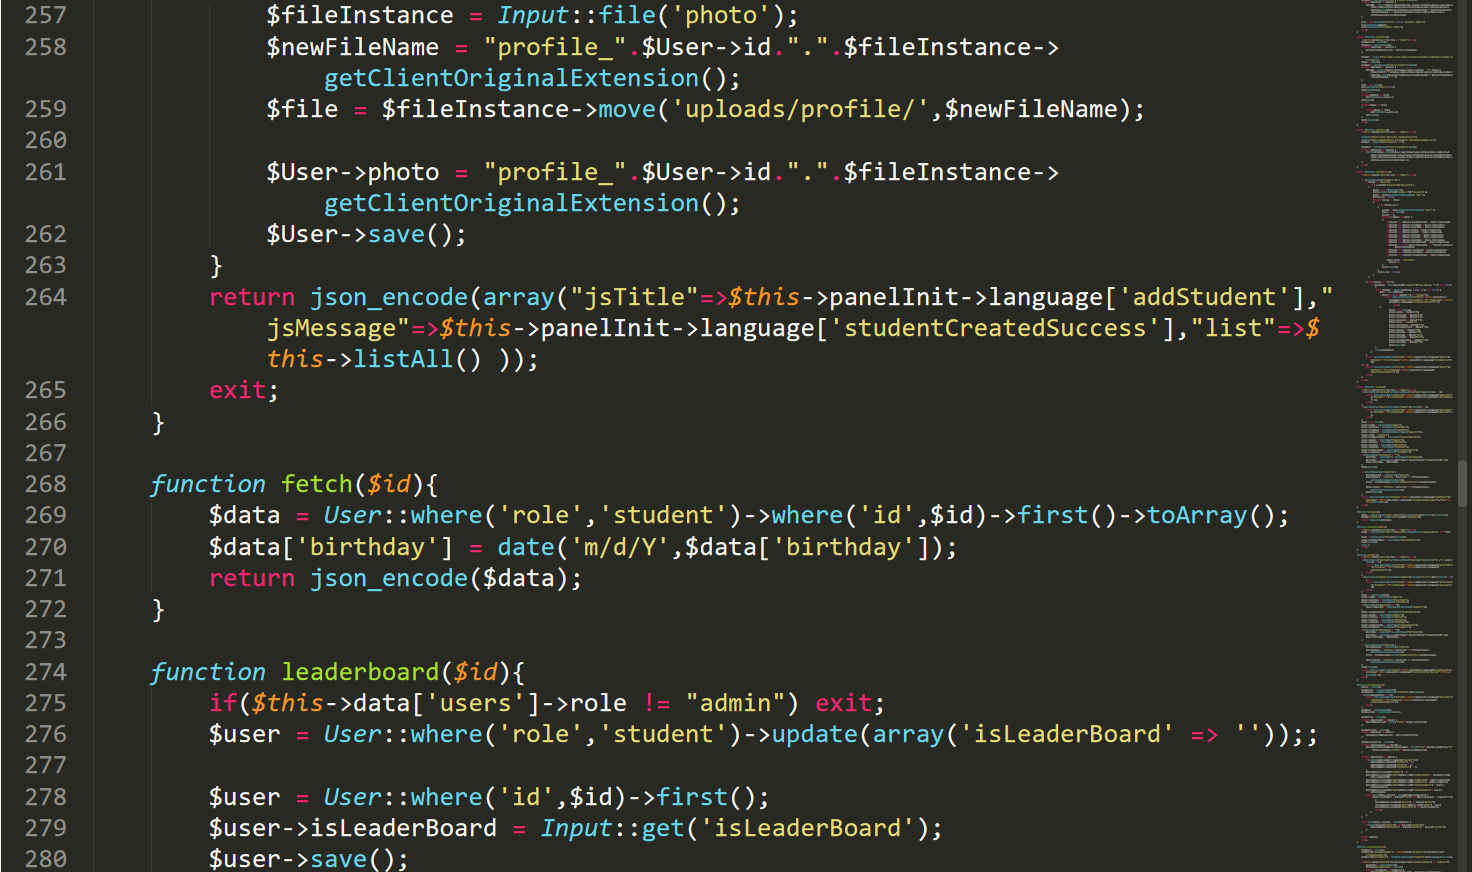 257 $fileInstance = Input::file('photo');
258 $newFileName = "profile_".$User->id.".".$fileInstance->
getClientOriginalExtension();
259 $file = $fileInstance->move('uploads/profile/',$newFileName);
260
261 $User->photo = "profile_".$User->id.".".$fileInstance->
getClientOriginalExtension();
262 $User->save();
263 }
264 return json_encode(array("jsTitle"=>$this->panelInit->language['addStudent'],"
jsMessage"=>$this->panelInit->language['studentCreatedSuccess'],"list"=>$
this->listAll() ));
265 exit;
266 }
267
268 function fetch($id){
269 $data = User::where('role','student')->where('id',$id)->first()->toArray();
270 $data['birthday'] = date('m/d/Y',$data['birthday']);
271 return json_encode($data);
272 }
273
274 function leaderboard($id){
275 if($this->data['users']->role != "admin") exit;
276 $user = User::where('role','student')->update(array('isLeaderBoard' => ''));;
277
278 $user = User::where('id',$id)->first();
279 $user->isLeaderBoard = Input::get('isLeaderBoard');
280 $user->save();